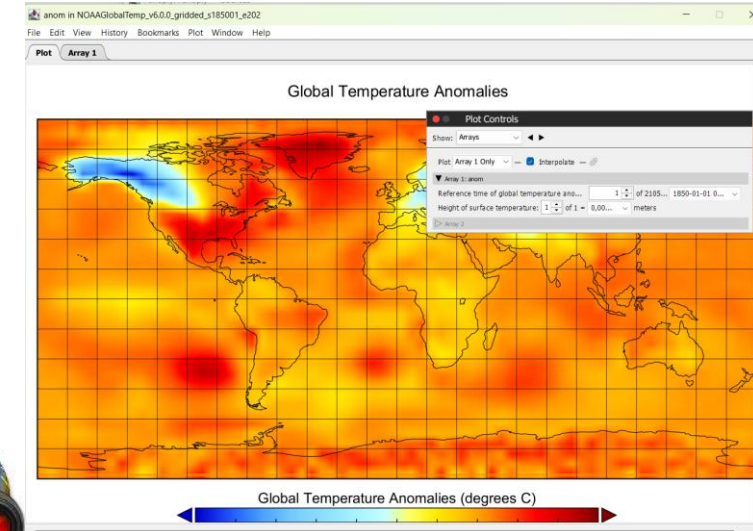 anom in NOAAGlobalTemp_v6.0.0_gridded_s185001_e202
File Edit View History Bookmarks Plot Window Help
Plot Array 1
Global Temperature Anomalies
Plot Controls
Show: Arrays
Plot Array 1 Only Interpolate
Array 1: anom
Reference time of global temperature ano... 1 of 2105... 1850-01-01 0...
Height of surface temperature: 1 of 1 = 0,00... meters
Array 2
Global Temperature Anomalies (degrees C)